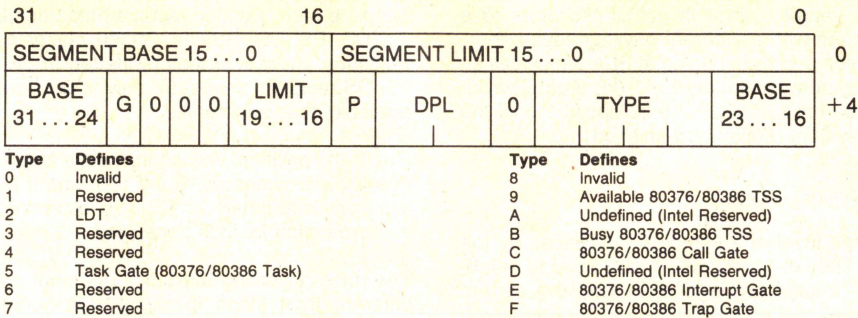 31 16 0
SEGMENT BASE 15 . . . 0 SEGMENT LIMIT 15 . . . 0 0
BASE 31 . . . 24 G 0 0 0 LIMIT 19 . . . 16 P DPL 0 TYPE BASE 23 . . . 16 +4
Type Defines
0 Invalid
1 Reserved
2 LDT
3 Reserved
4 Reserved
5 Task Gate (80376/80386 Task)
6 Reserved
7 Reserved
Type Defines
8 Invalid
9 Available 80376/80386 TSS
A Undefined (Intel Reserved)
B Busy 80376/80386 TSS
C 80376/80386 Call Gate
D Undefined (Intel Reserved)
E 80376/80386 Interrupt Gate
F 80376/80386 Trap Gate